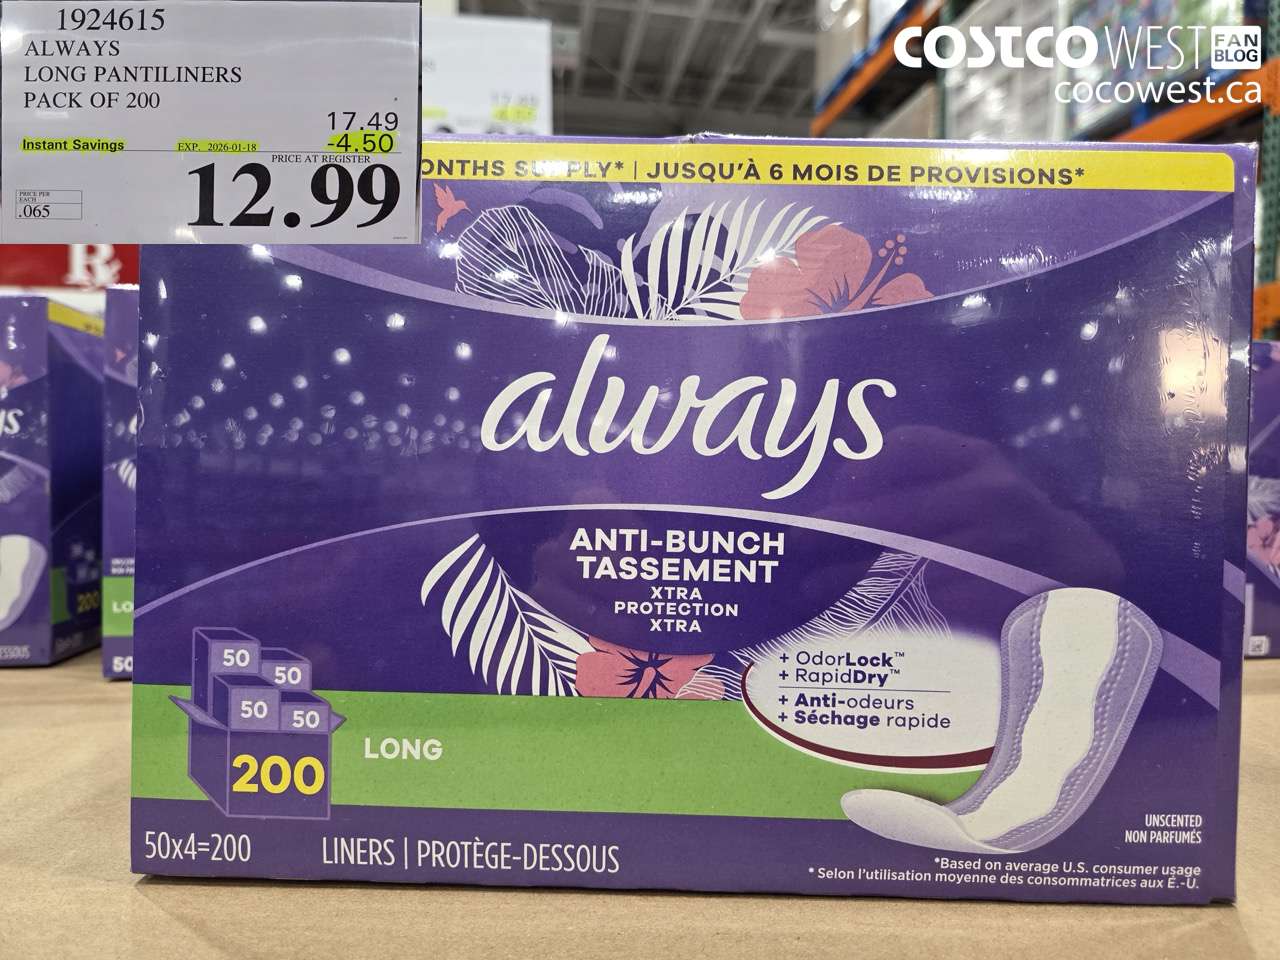 1924615
ALWAYS
LONG PANTILINERS
PACK OF 200
17.49
Instant Savings EXP. 2026-01-18 -4.50
PRICE AT REGISTER
12.99
PRICE PER
EACH
.065
COSTCO WEST FAN BLOG
cocowest.ca
ONTHS SUPPLY* | JUSQU'À 6 MOIS DE PROVISIONS*
always
ANTI-BUNCH
TASSEMENT
XTRA
PROTECTION
XTRA
+ OdorLock™
+ RapidDry™
+ Anti-odeurs
+ Séchage rapide
50
50
50
50
200
LONG
50x4=200
LINERS | PROTÈGE-DESSOUS
UNSCENTED
NON PARFUMÉS
*Based on average U.S. consumer usage
* Selon l'utilisation moyenne des consommatrices aux É.-U.
200
LO
50